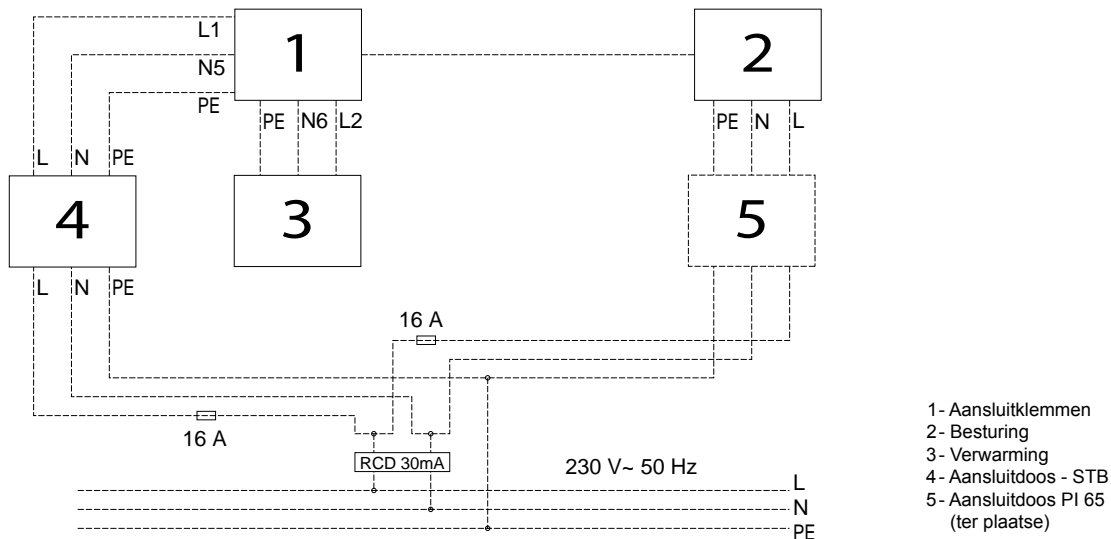 L1
N5
PE
1
2
PE N6 L2
PE N L
L N PE
4
3
5
L N PE
16 A
16 A
RCD 30mA
230 V~ 50 Hz
L
N
PE
1- Aansluitklemmen
2- Besturing
3- Verwarming
4- Aansluitdoos - STB
5- Aansluitdoos PI 65
(ter plaatse)